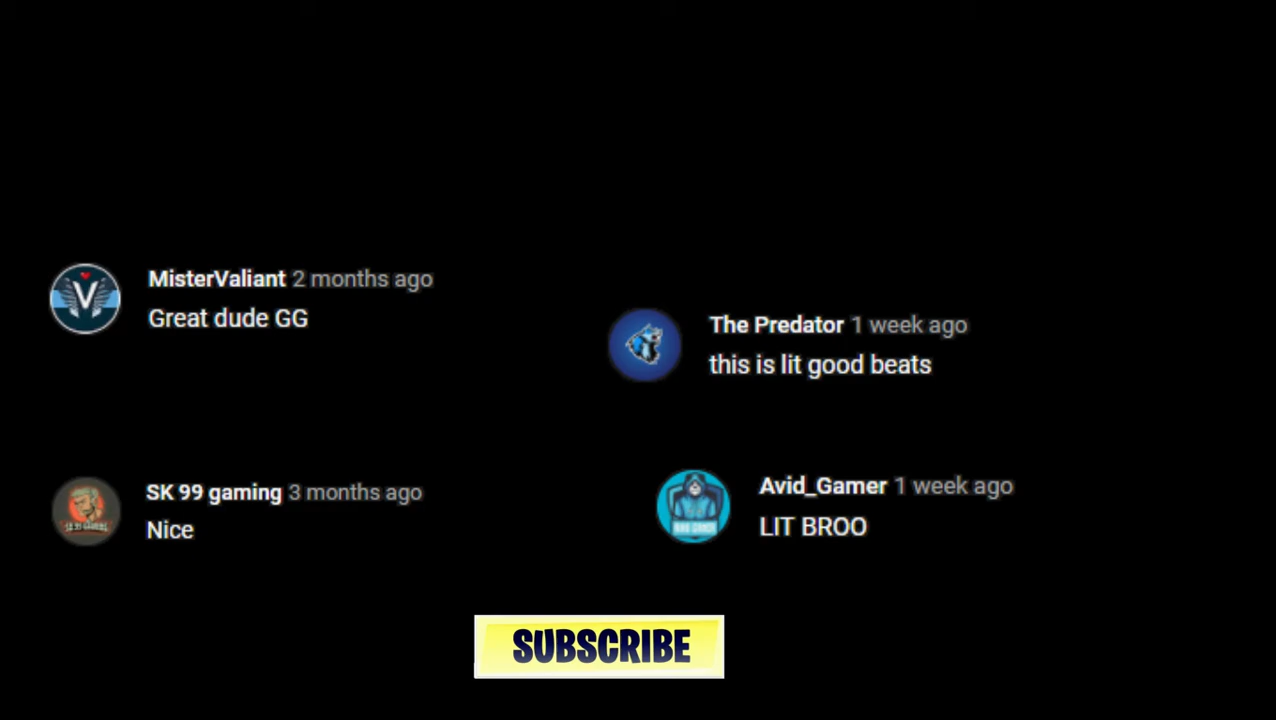 MisterValiant 2 months ago
Great dude GG
The Predator 1 week ago
this is lit good beats
SK 99 gaming 3 months ago
Nice
Avid_Gamer 1 week ago
LIT BROO
V
SUBSCRIBE